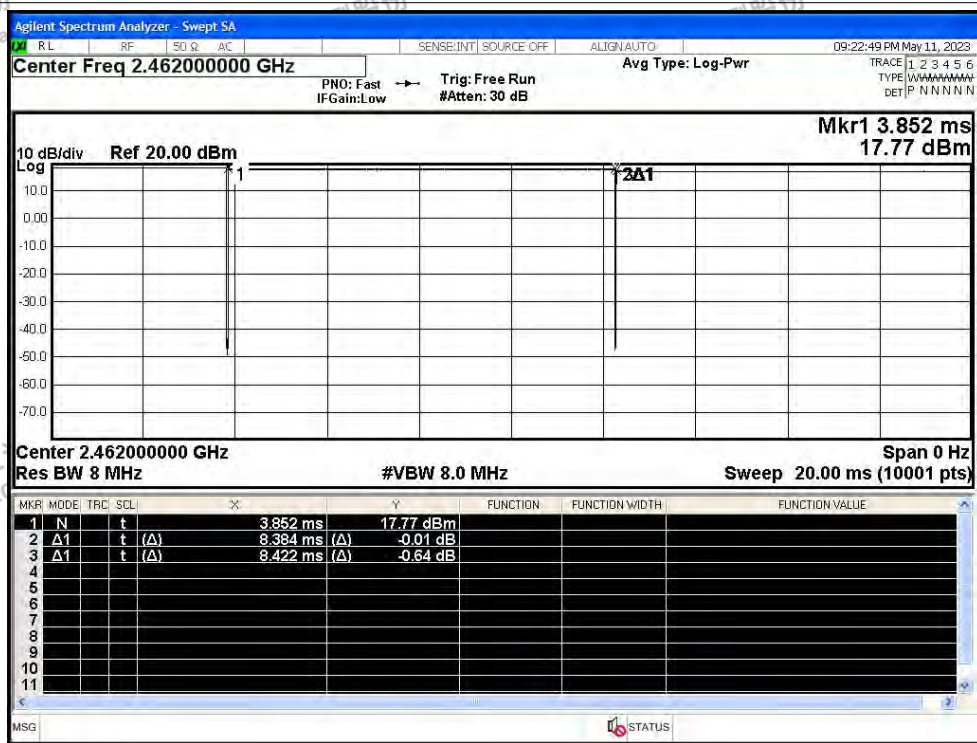 Agilent Spectrum Analyzer - Swept SA
RL RF 50 Ω AC SENSE:INT SOURCE OFF ALIGN AUTO 09:22:49 PM May 11, 2023
Center Freq 2.462000000 GHz Avg Type: Log-Pwr TRACE 1 2 3 4 5 6
PNO: Fast Trig: Free Run TYPE WWWWWW
IFGain:Low #Atten: 30 dB DET P N N N N N
Mkr1 3.852 ms
10 dB/div Ref 20.00 dBm 17.77 dBm
Log
1 2Δ1
10.0
0.00
-10.0
-20.0
-30.0
-40.0
-50.0
-60.0
-70.0
Center 2.462000000 GHz Span 0 Hz
Res BW 8 MHz #VBW 8.0 MHz Sweep 20.00 ms (10001 pts)
MKR MODE TRC SCL X Y FUNCTION FUNCTION WIDTH FUNCTION VALUE
1 N t 3.852 ms 17.77 dBm
2 Δ1 t (Δ) 8.384 ms (Δ) -0.01 dB
3 Δ1 t (Δ) 8.422 ms (Δ) -0.64 dB
4
5
6
7
8
9
10
11
MSG STATUS